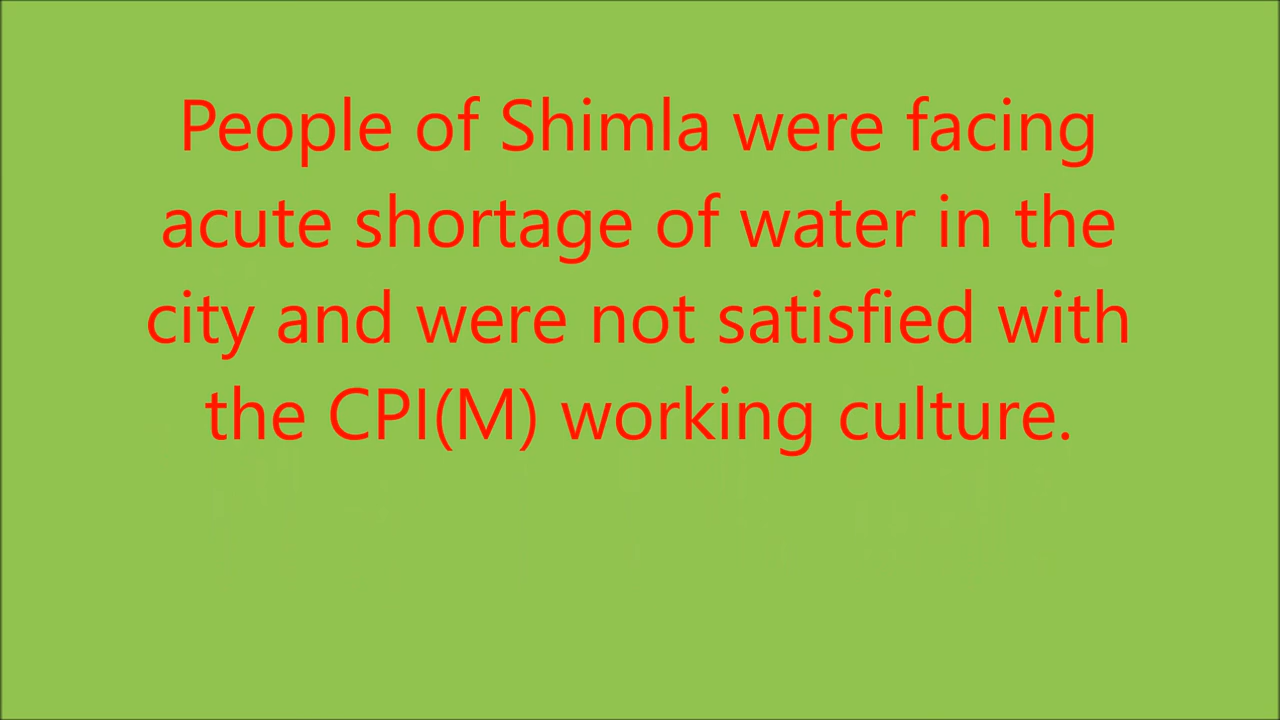 People of Shimla were facing
acute shortage of water in the
city and were not satisfied with
the CPI(M) working culture.